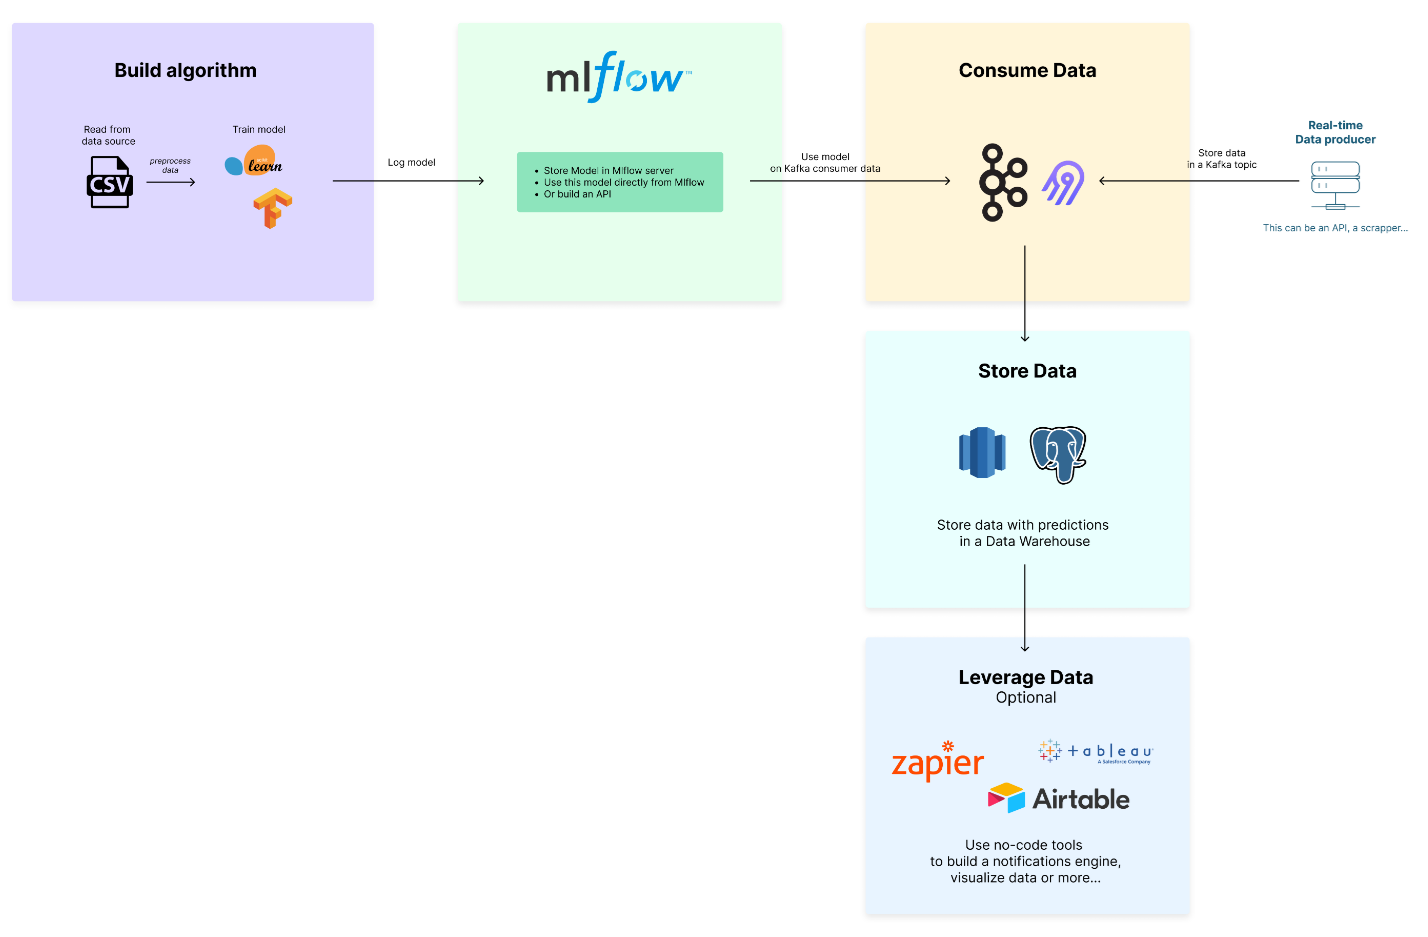 Build algorithm
Read from
data source
CSV
preprocess
data
Train model
learn
Log model
mlflow™
• Store Model in Mlflow server
• Use this model directly from Mlflow
• Or build an API
Use model
on Kafka consumer data
Consume Data
Store data
in a Kafka topic
Real-time
Data producer
This can be an API, a scrapper...
Store Data
Store data with predictions
in a Data Warehouse
Leverage Data
Optional
zapier
+ableau
A Salesforce Company
Airtable
Use no-code tools
to build a notifications engine,
visualize data or more...